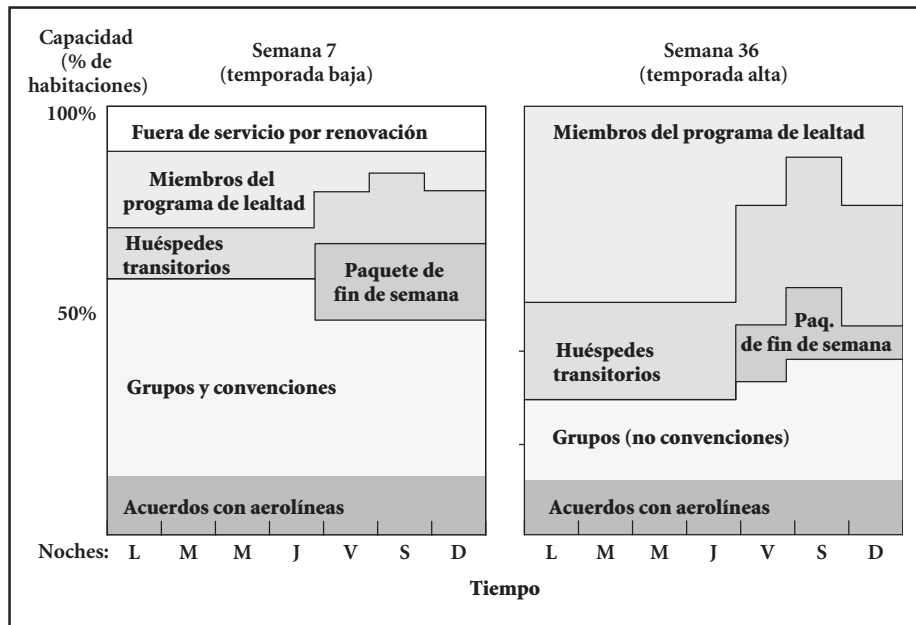 Capacidad
(% de
habitaciones)
Semana 7
(temporada baja)
Semana 36
(temporada alta)
100%
50%
Fuera de servicio por renovación
Miembros del
programa de lealtad
Huéspedes
transitorios
Paquete de
fin de semana
Grupos y convenciones
Acuerdos con aerolíneas
Miembros del programa de lealtad
Huéspedes
transitorios
Paq.
de fin de semana
Grupos (no convenciones)
Acuerdos con aerolíneas
Noches: L M M J V S D
L M M J V S D
Tiempo